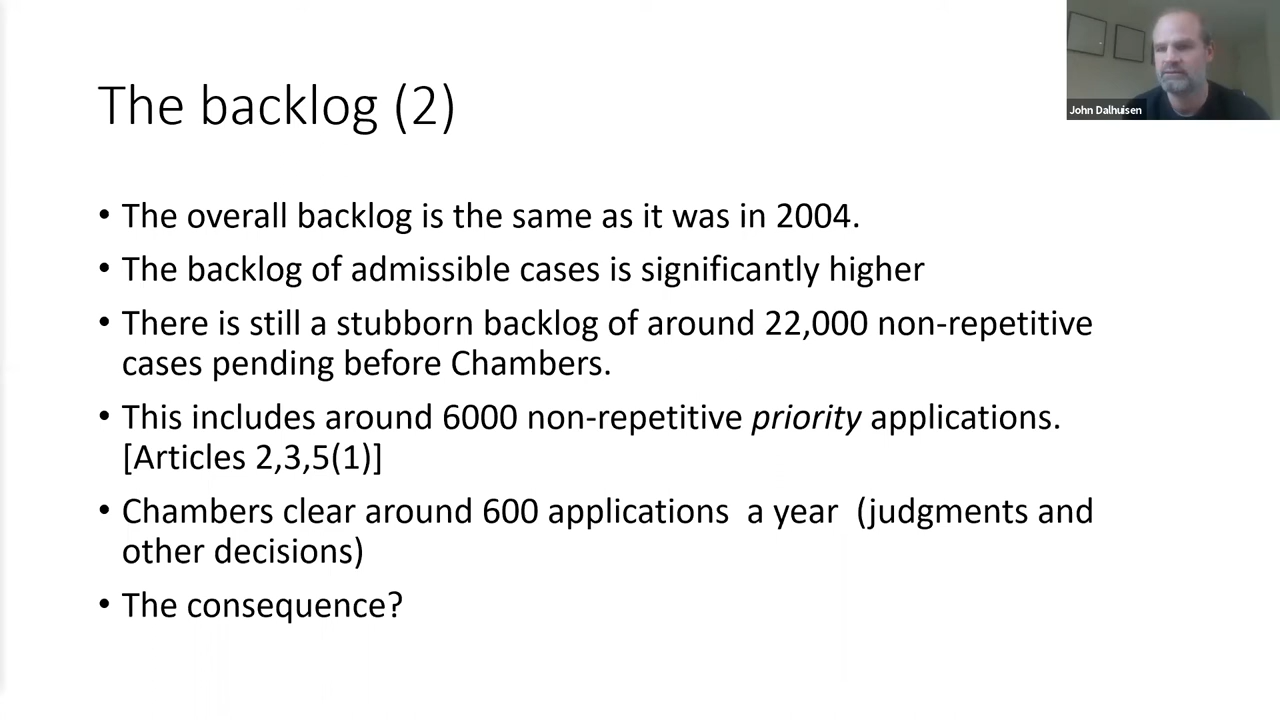 The backlog (2)
John Dalhuisen
• The overall backlog is the same as it was in 2004.
• The backlog of admissible cases is significantly higher
• There is still a stubborn backlog of around 22,000 non-repetitive
cases pending before Chambers.
• This includes around 6000 non-repetitive priority applications.
[Articles 2,3,5(1)]
• Chambers clear around 600 applications  a year  (judgments and
other decisions)
• The consequence?